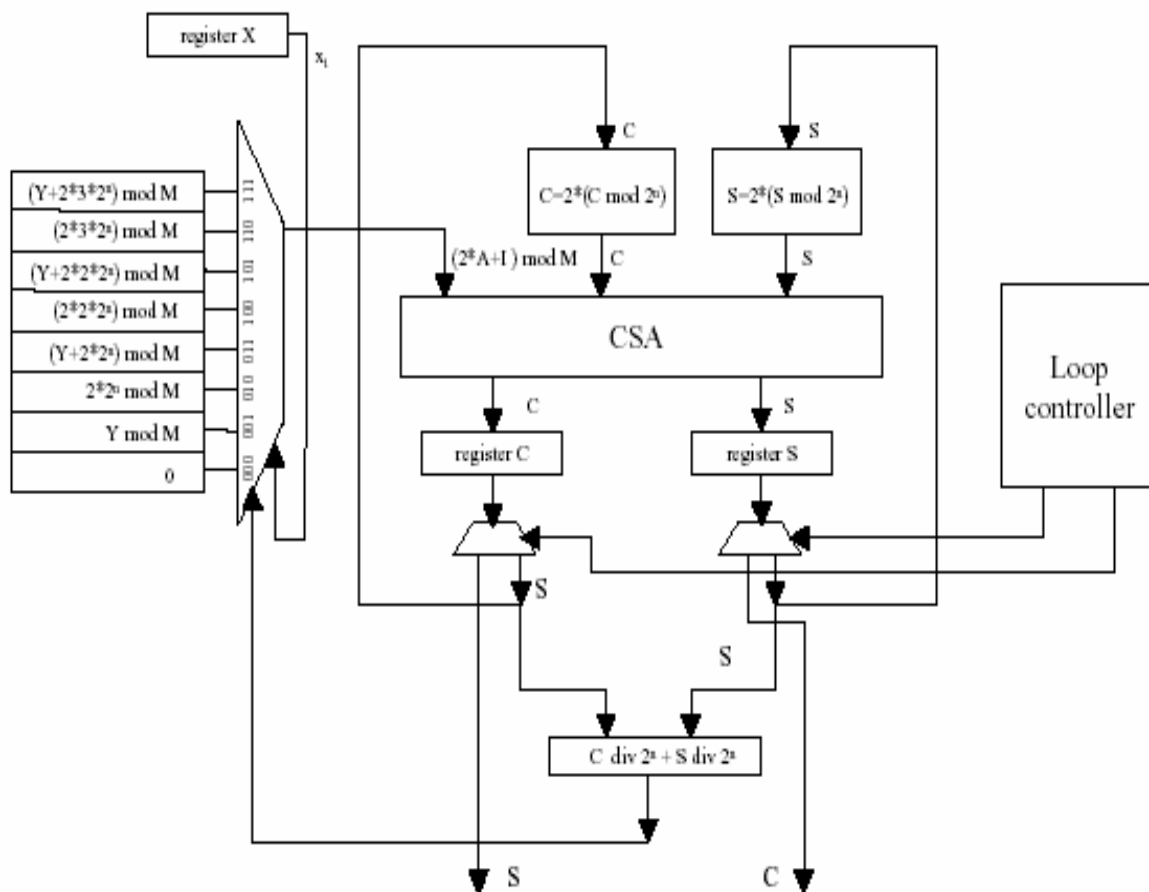 register X
xᵢ
C
S
(Y+2*3*2ⁿ) mod M
(2*3*2ⁿ) mod M
(Y+2*2*2ⁿ) mod M
(2*2*2ⁿ) mod M
(Y+2*2ⁿ) mod M
2*2ⁿ mod M
Y mod M
0
111
110
101
100
011
010
001
000
C=2*(C mod 2ⁿ)
S=2*(S mod 2ⁿ)
(2*A+I) mod M
C
S
CSA
Loop
controller
C
S
register C
register S
S
S
C div 2ⁿ + S div 2ⁿ
S
C